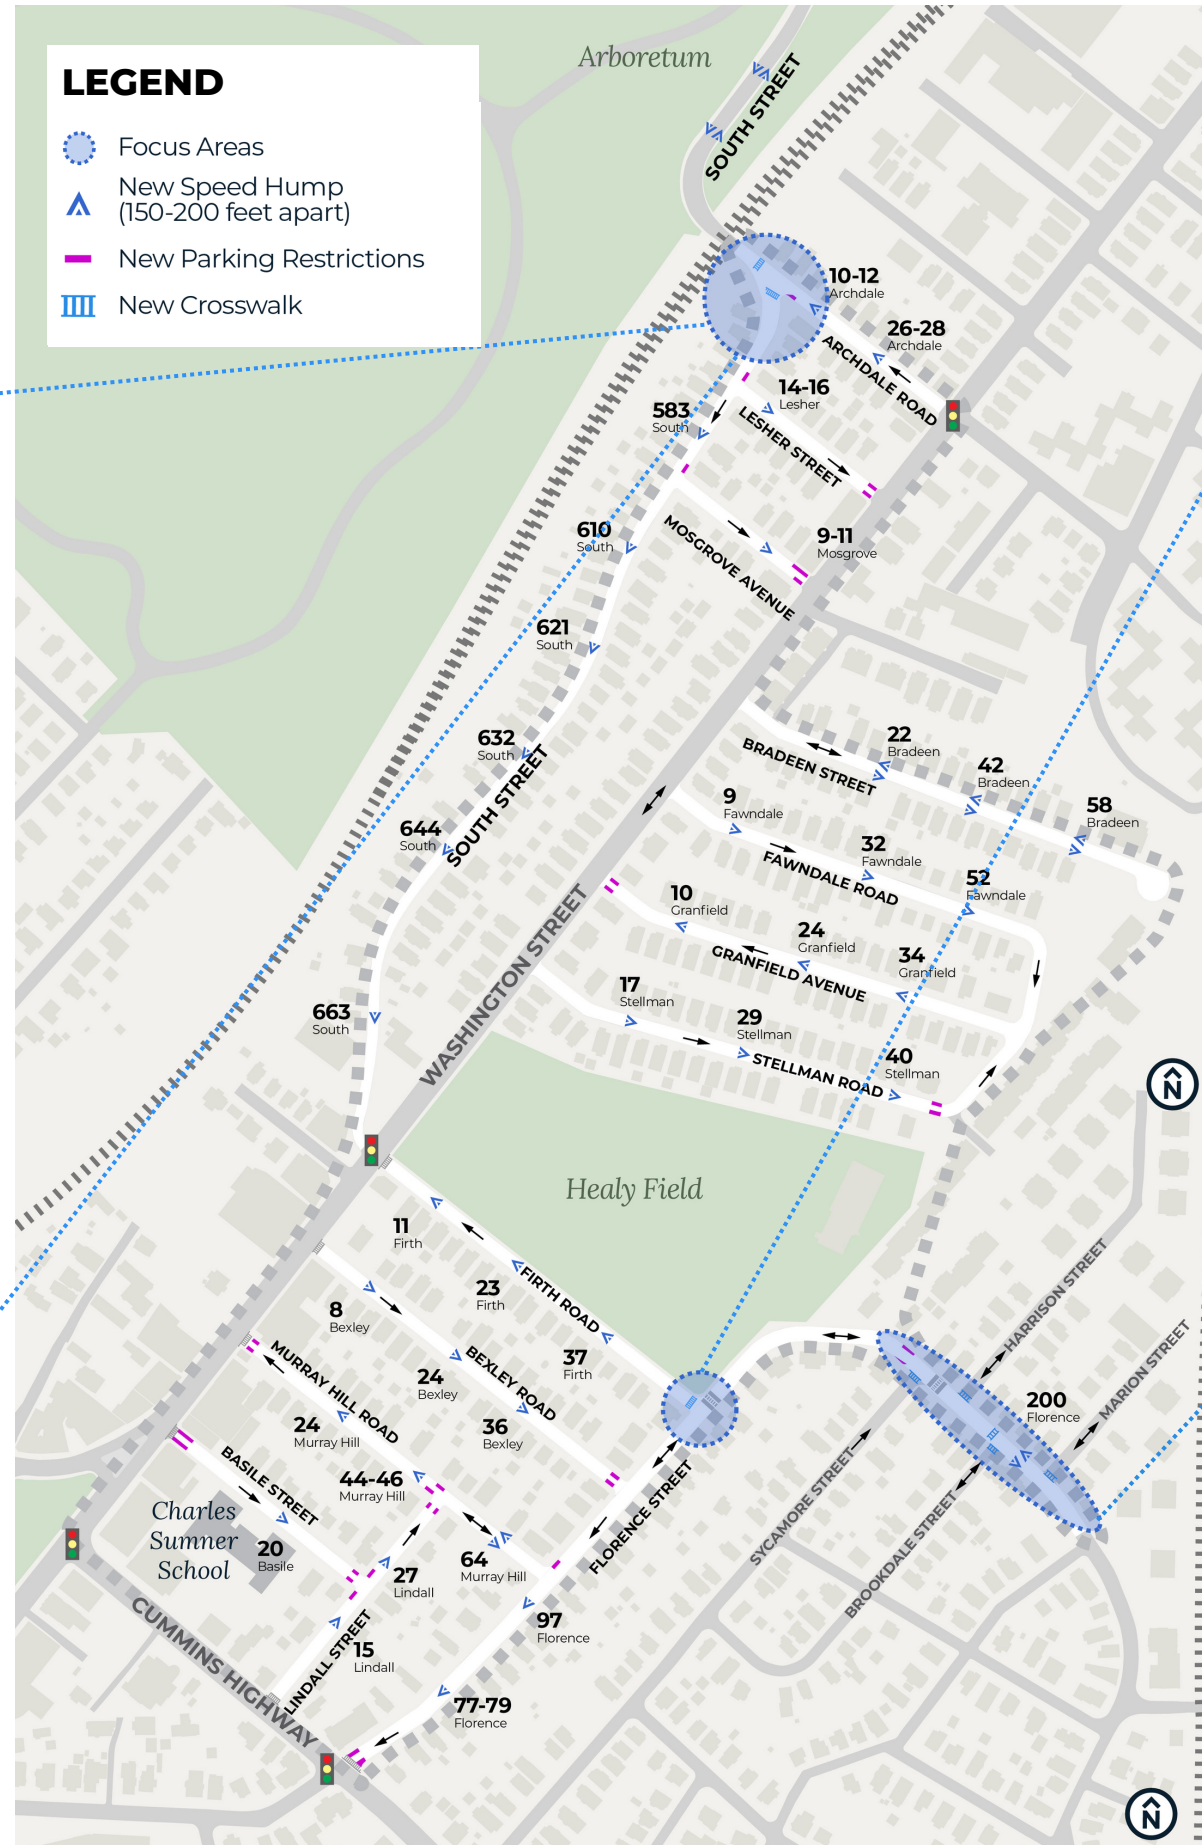 LEGEND
Focus Areas
New Speed Hump
(150-200 feet apart)
New Parking Restrictions
New Crosswalk
Arboretum
SOUTH STREET
10-12
Archdale
26-28
Archdale
ARCHDALE ROAD
14-16
Lesher
LESHER STREET
583
South
610
South
MOSGROVE AVENUE
9-11
Mosgrove
621
South
632
South
SOUTH STREET
644
South
663
South
WASHINGTON STREET
22
Bradeen
BRADEEN STREET
42
Bradeen
58
Bradeen
9
Fawndale
32
Fawndale
FAWNDALE ROAD
52
Fawndale
10
Granfield
24
Granfield
GRANFIELD AVENUE
34
Granfield
17
Stellman
29
Stellman
STELLMAN ROAD
40
Stellman
N
Healy Field
11
Firth
23
Firth
FIRTH ROAD
37
Firth
8
Bexley
24
Bexley
BEXLEY ROAD
36
Bexley
MURRAY HILL ROAD
24
Murray Hill
44-46
Murray Hill
64
Murray Hill
BASILE STREET
Charles
Sumner
School
20
Basile
27
Lindall
15
Lindall
LINDALL STREET
CUMMINS HIGHWAY
FLORENCE STREET
97
Florence
77-79
Florence
HARRISON STREET
MARION STREET
200
Florence
SYCAMORE STREET
BROOKDALE STREET
N